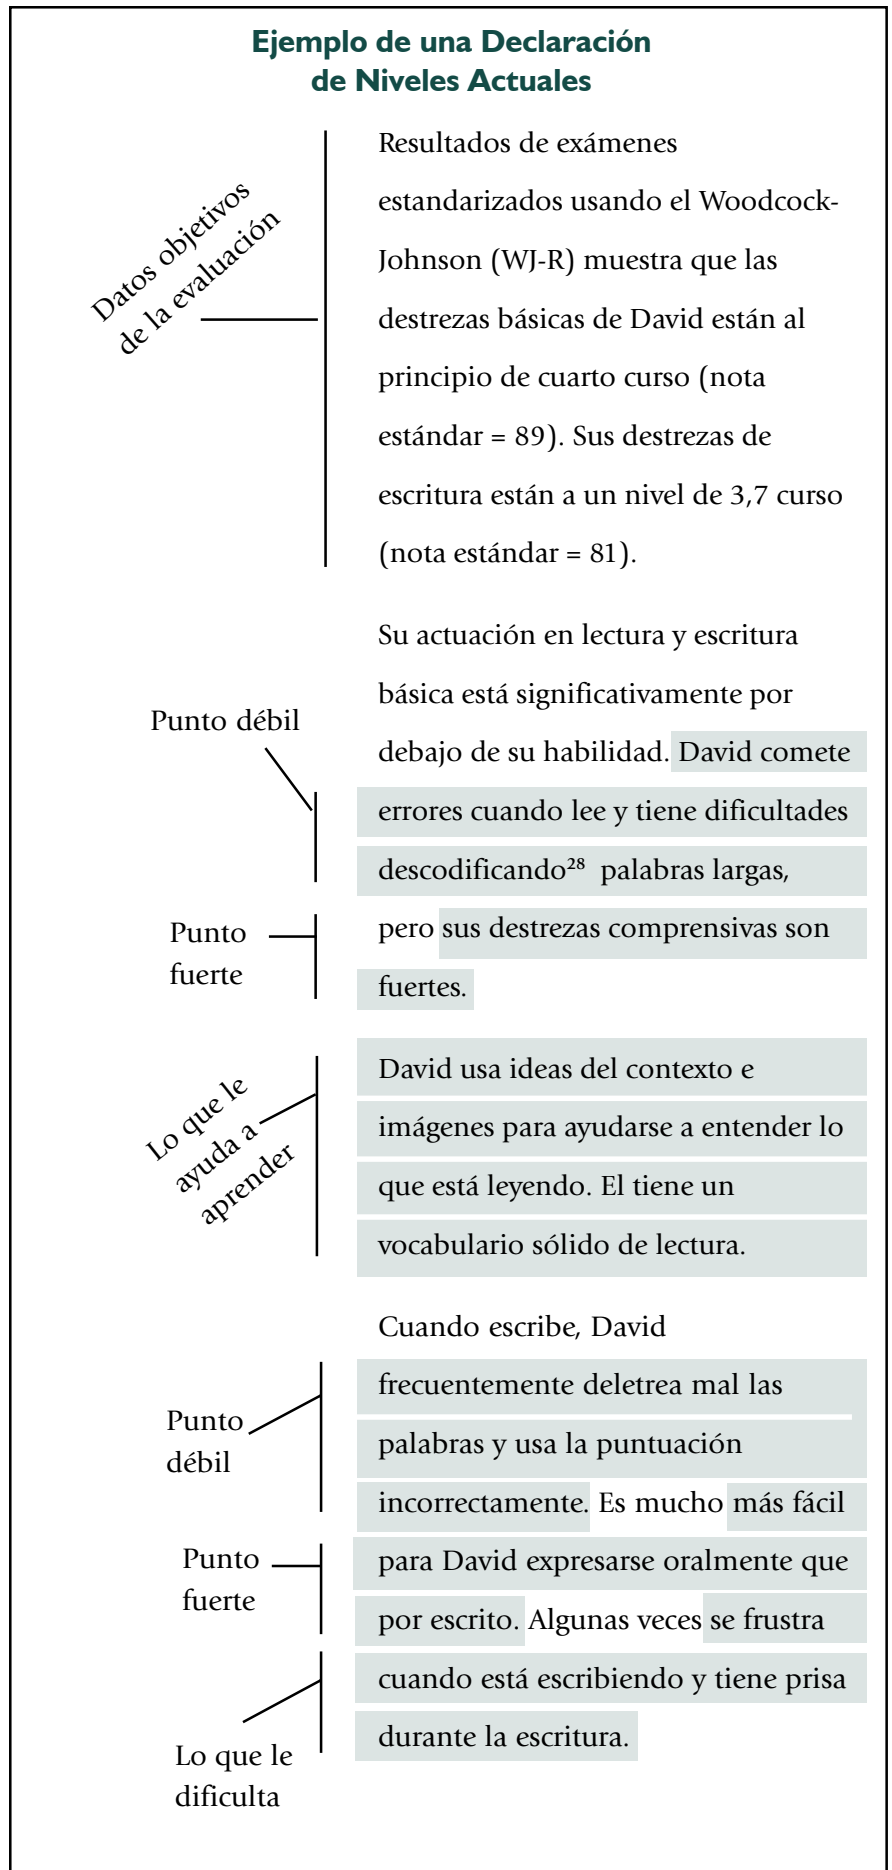 Ejemplo de una Declaración
de Niveles Actuales
Datos objetivos
de la evaluación
Resultados de exámenes
estandarizados usando el Woodcock-
Johnson (WJ-R) muestra que las
destrezas básicas de David están al
principio de cuarto curso (nota
estándar = 89). Sus destrezas de
escritura están a un nivel de 3,7 curso
(nota estándar = 81).
Su actuación en lectura y escritura
básica está significativamente por
debajo de su habilidad. David comete
errores cuando lee y tiene dificultades
descodificando²⁸ palabras largas,
pero sus destrezas comprensivas son
fuertes.
Punto débil
Punto
fuerte
David usa ideas del contexto e
imágenes para ayudarse a entender lo
que está leyendo. El tiene un
vocabulario sólido de lectura.
Lo que le
ayuda a
aprender
Cuando escribe, David
frecuentemente deletrea mal las
palabras y usa la puntuación
incorrectamente. Es mucho más fácil
para David expresarse oralmente que
por escrito. Algunas veces se frustra
cuando está escribiendo y tiene prisa
durante la escritura.
Punto
débil
Punto
fuerte
Lo que le
dificulta